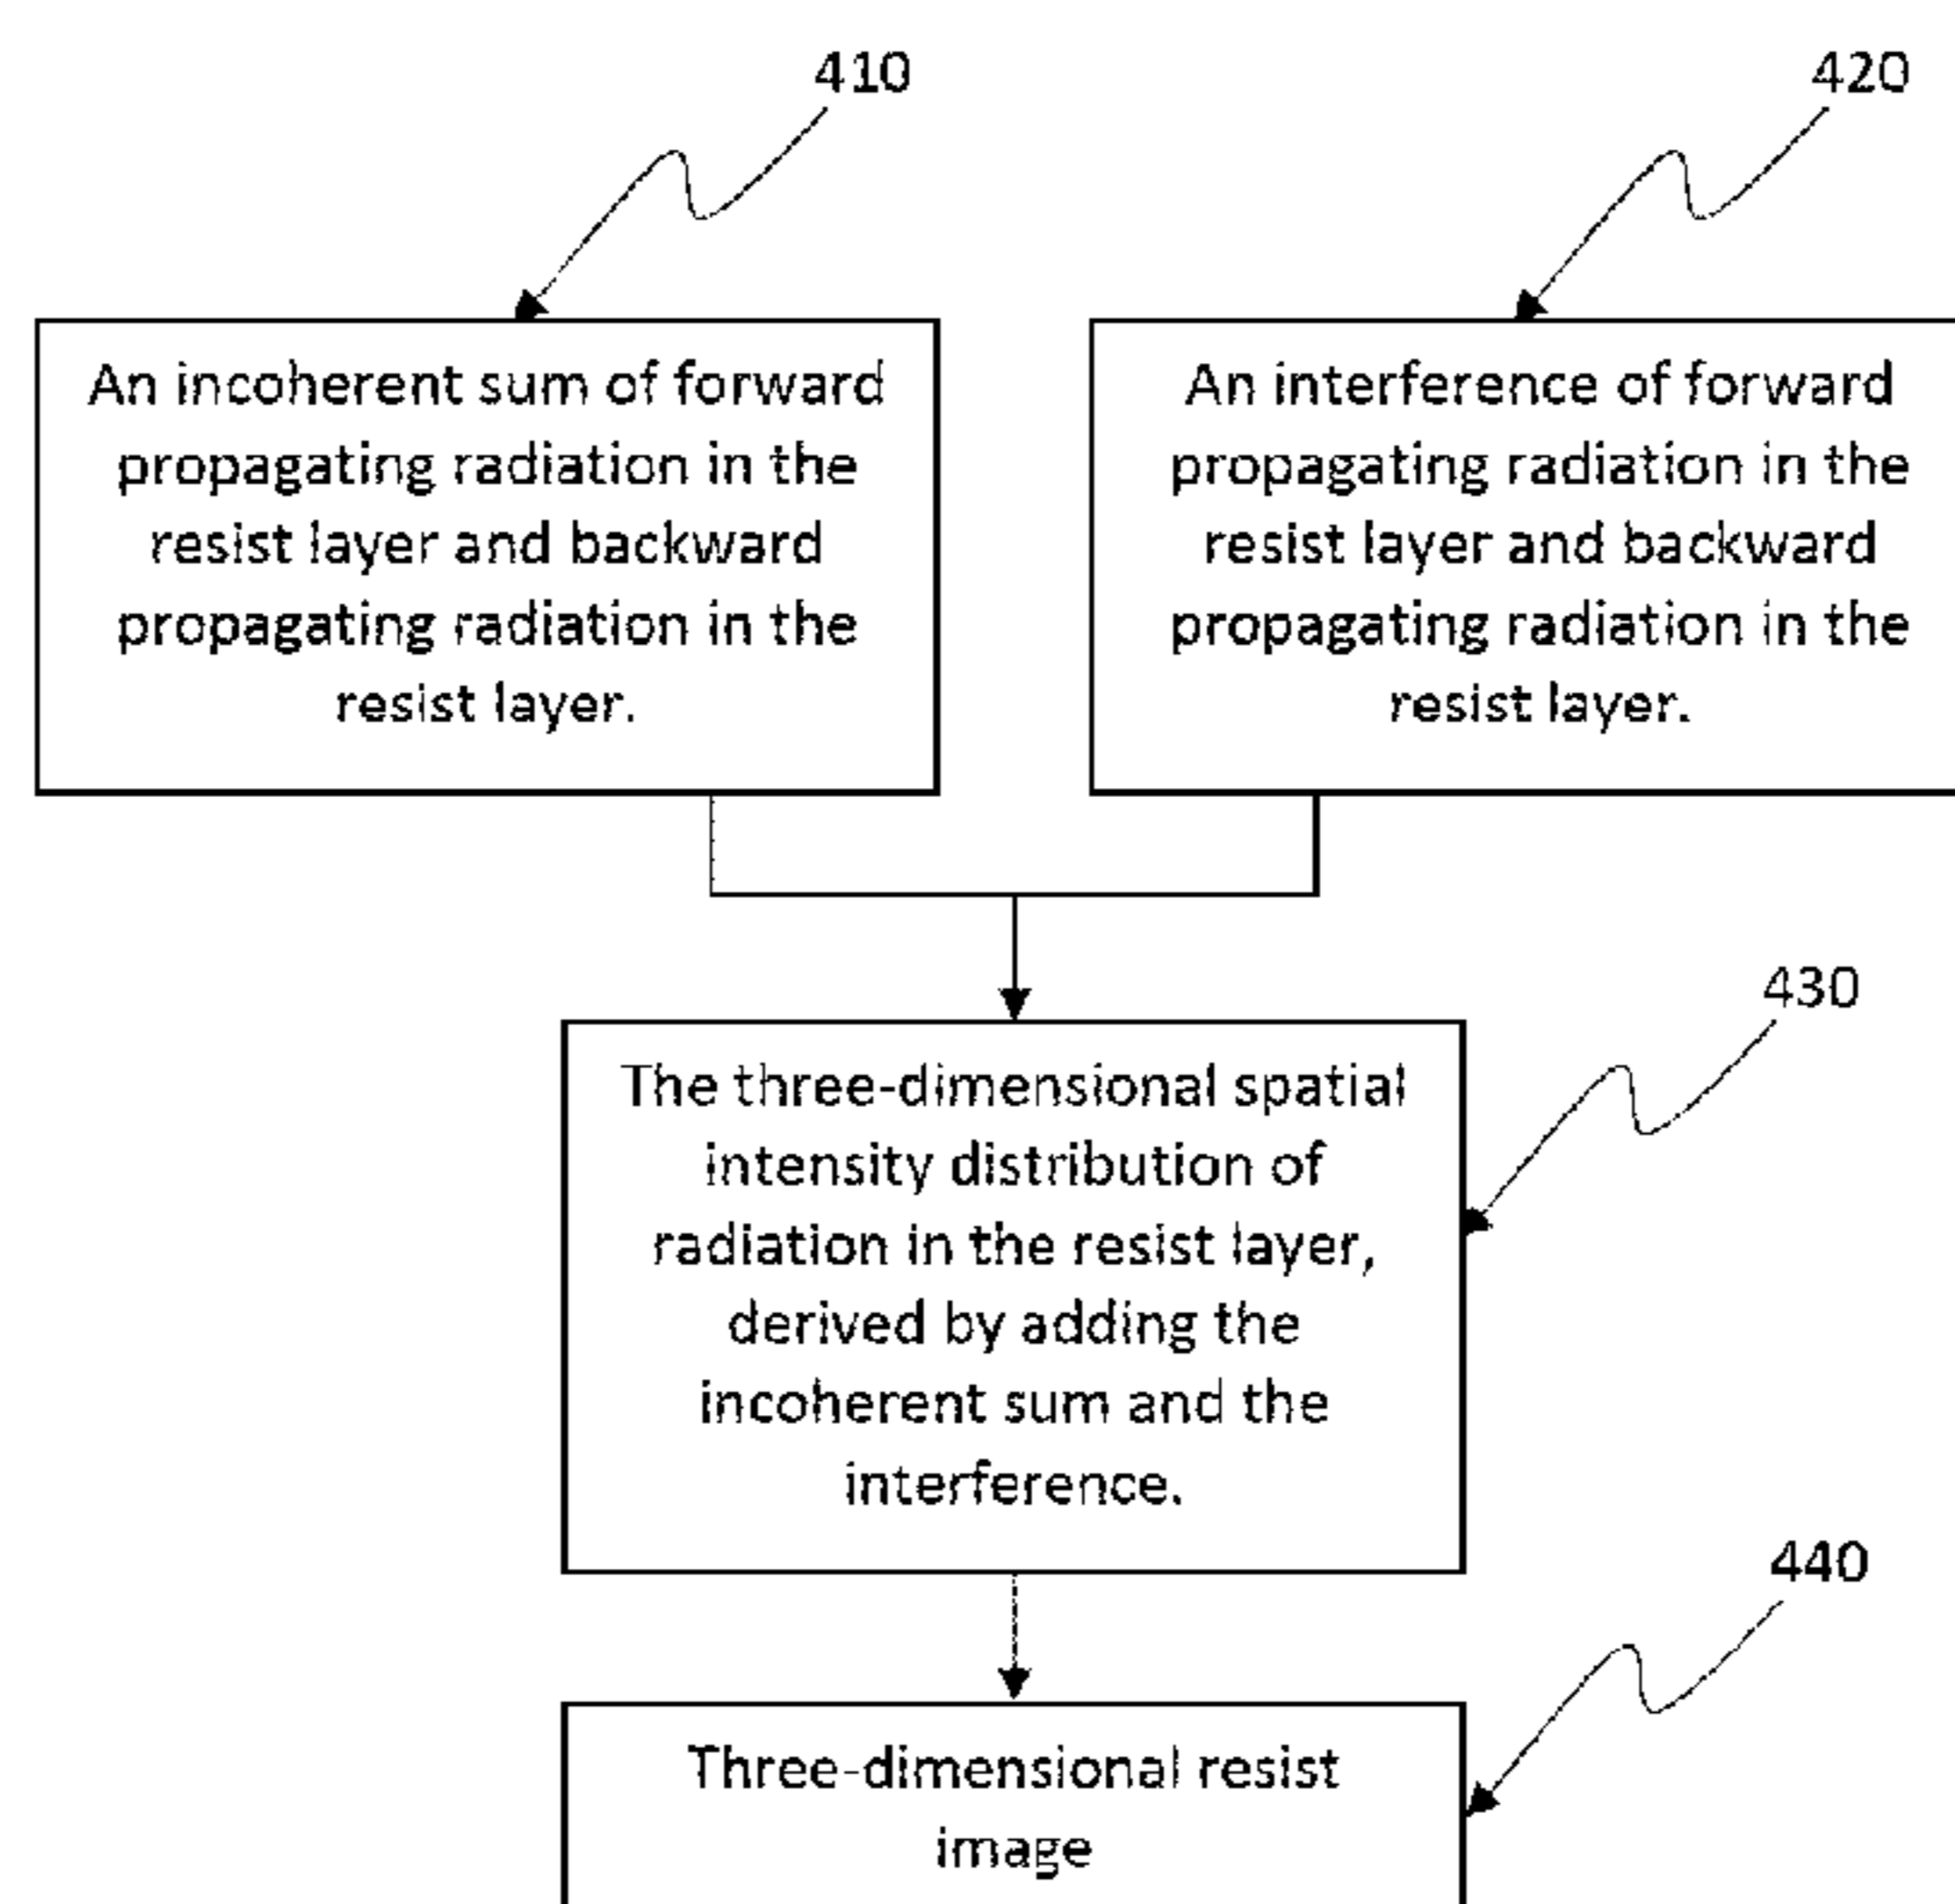 410
420
An incoherent sum of forward
propagating radiation in the
resist layer and backward
propagating radiation in the
resist layer.
An interference of forward
propagating radiation in the
resist layer and backward
propagating radiation in the
resist layer.
430
The three-dimensional spatial
intensity distribution of
radiation in the resist layer,
derived by adding the
incoherent sum and the
interference.
440
Three-dimensional resist
image